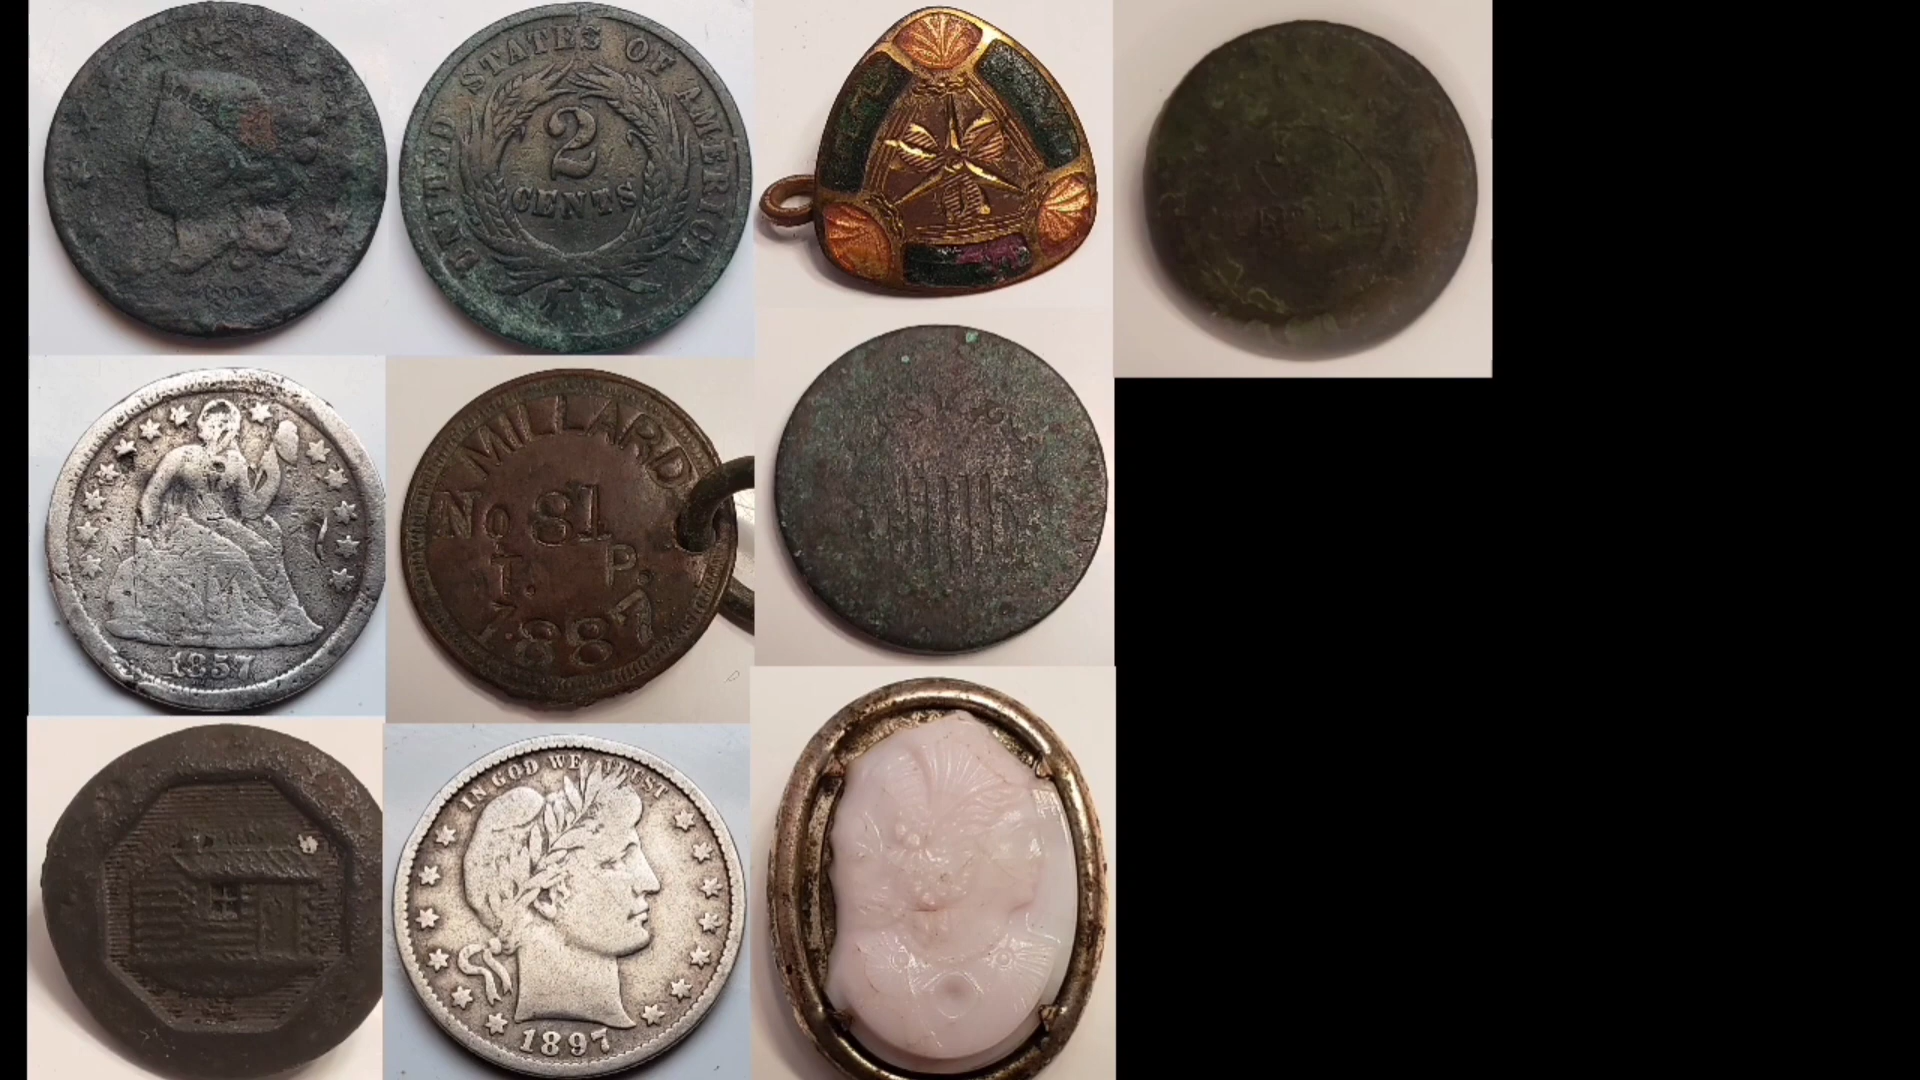 UNITED STATES OF AMERICA
2
CENTS
1857
MILLARD
No 81
T. P.
1887
IN GOD WE TRUST
1897